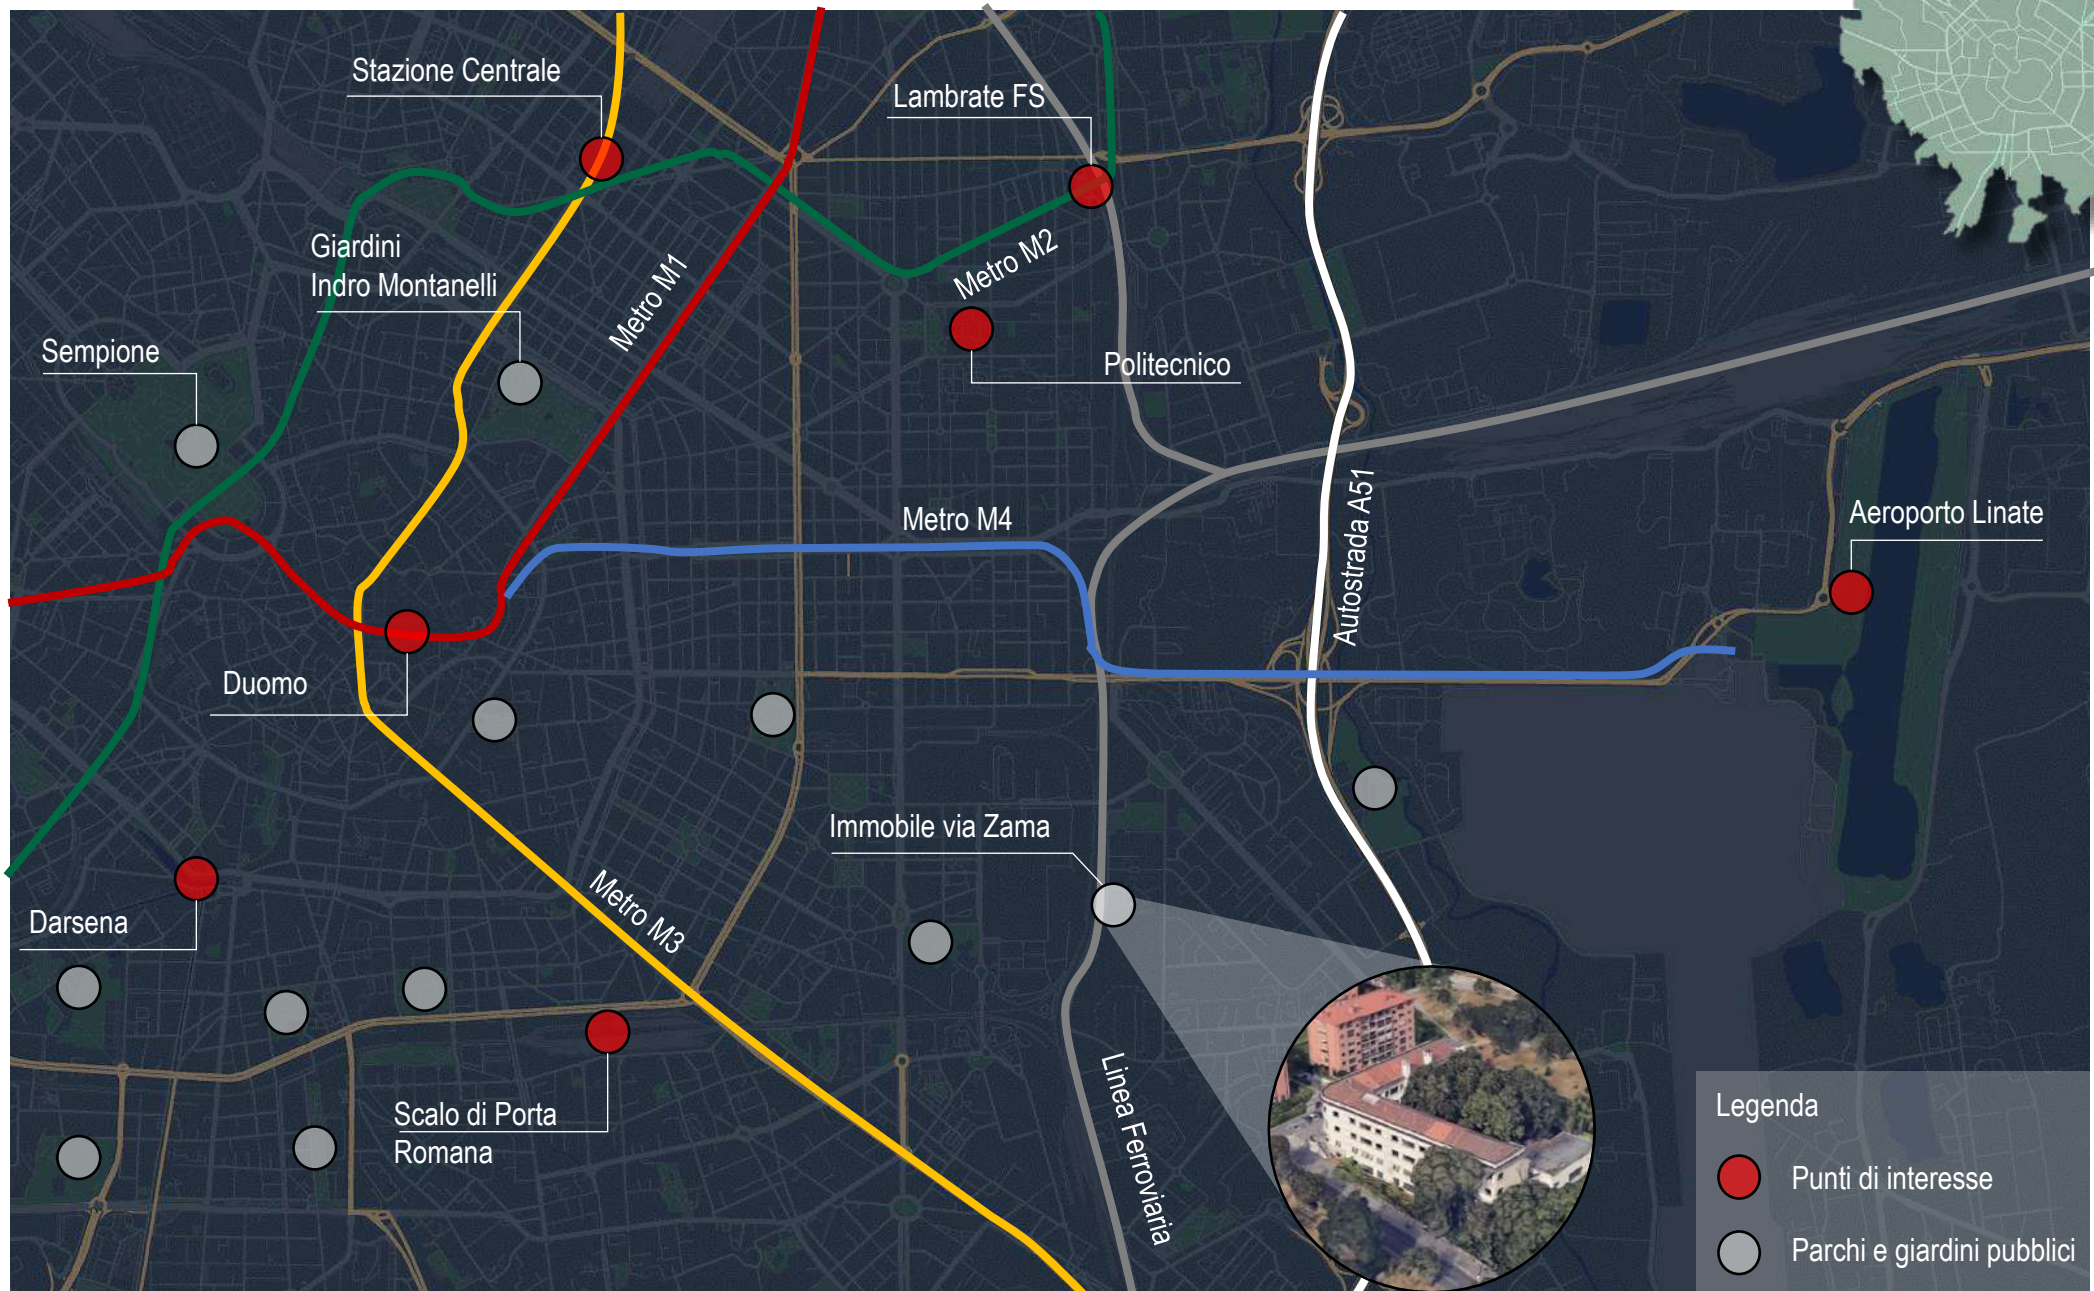 Stazione Centrale
Lambrate FS
Giardini
Indro Montanelli
Metro M1
Metro M2
Sempione
Politecnico
Metro M4
Autostrada A51
Aeroporto Linate
Duomo
Immobile via Zama
Metro M3
Darsena
Scalo di Porta
Romana
Linea Ferroviaria
Legenda
Punti di interesse
Parchi e giardini pubblici